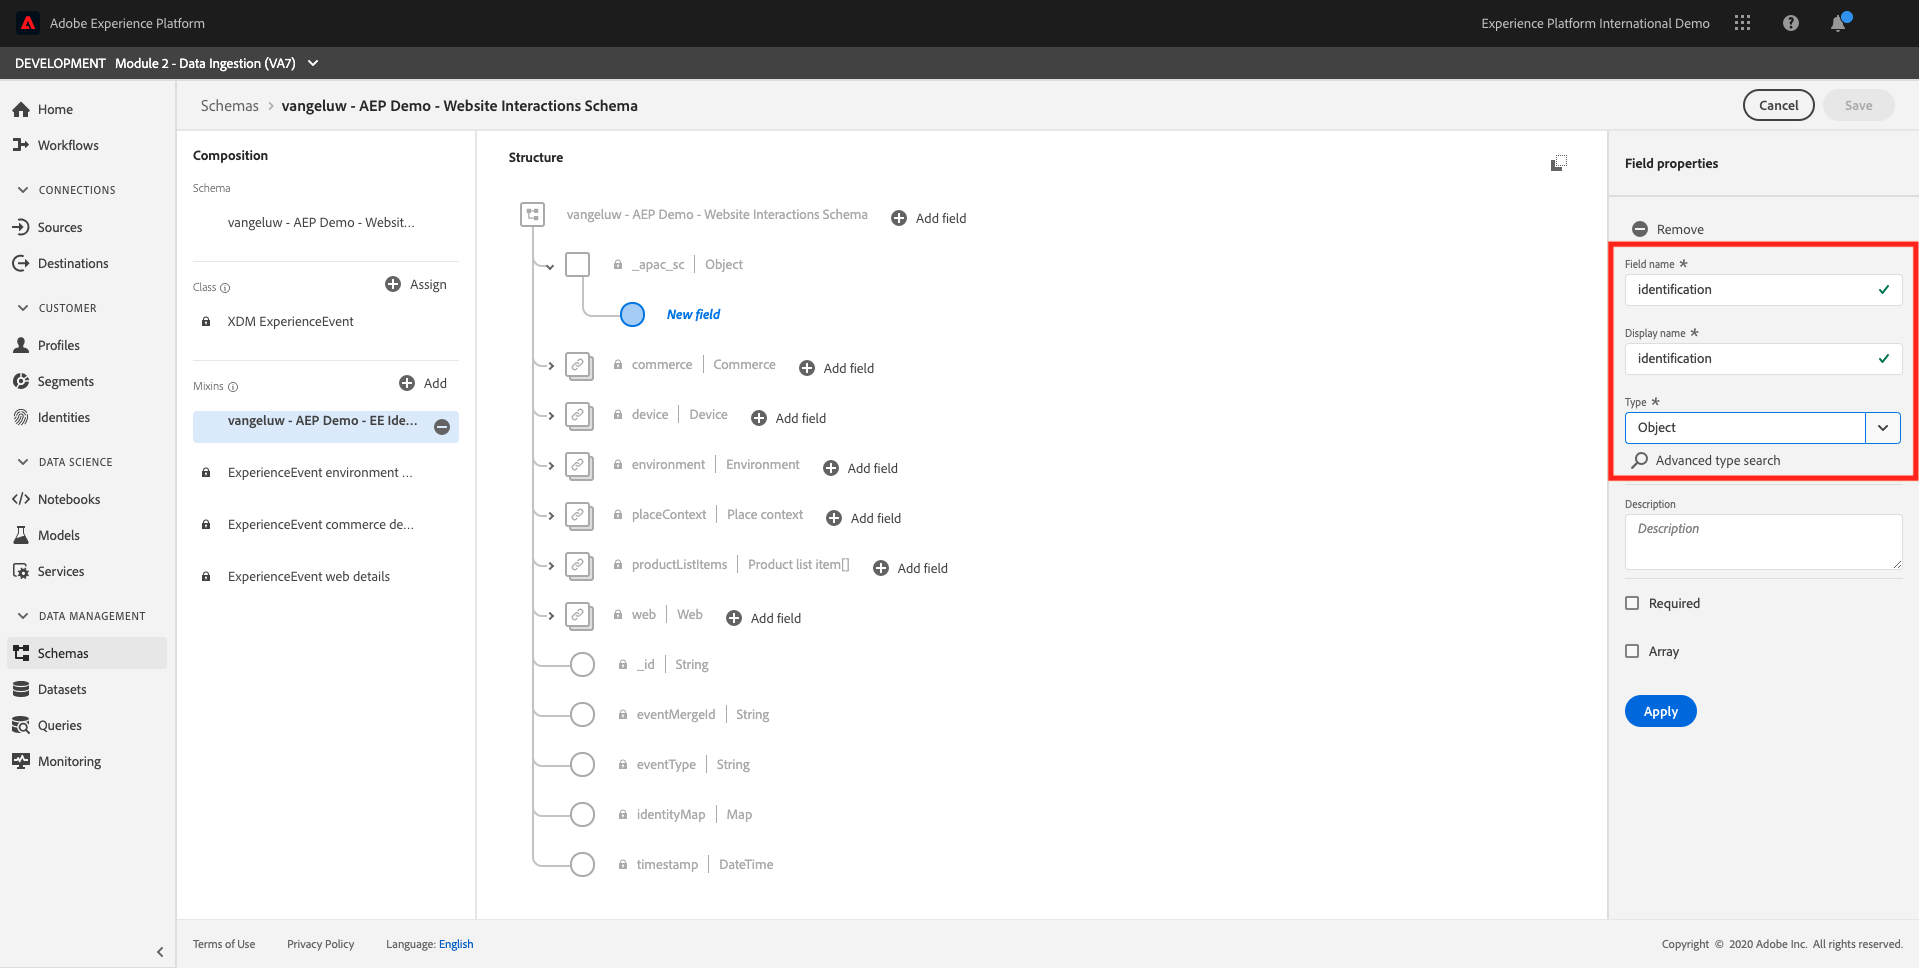 Adobe Experience Platform
Experience Platform International Demo
DEVELOPMENT Module 2 - Data Ingestion (VA7)
Home
Workflows
CONNECTIONS
Sources
Destinations
CUSTOMER
Profiles
Segments
Identities
DATA SCIENCE
Notebooks
Models
Services
DATA MANAGEMENT
Schemas
Datasets
Queries
Monitoring
Schemas > vangeluw - AEP Demo - Website Interactions Schema
Cancel
Save
Composition
Schema
vangeluw - AEP Demo - Websit...
Class
Assign
XDM ExperienceEvent
Mixins
Add
vangeluw - AEP Demo - EE Ide...
ExperienceEvent environment ...
ExperienceEvent commerce de...
ExperienceEvent web details
Structure
vangeluw - AEP Demo - Website Interactions Schema Add field
_apac_sc | Object
New field
commerce | Commerce Add field
device | Device Add field
environment | Environment Add field
placeContext | Place context Add field
productListItems | Product list item[] Add field
web | Web Add field
_id | String
eventMergeId | String
eventType | String
identityMap | Map
timestamp | DateTime
Field properties
Remove
Field name *
identification
Display name *
identification
Type *
Object
Advanced type search
Description
Description
Required
Array
Apply
Terms of Use Privacy Policy Language: English
Copyright © 2020 Adobe Inc. All rights reserved.